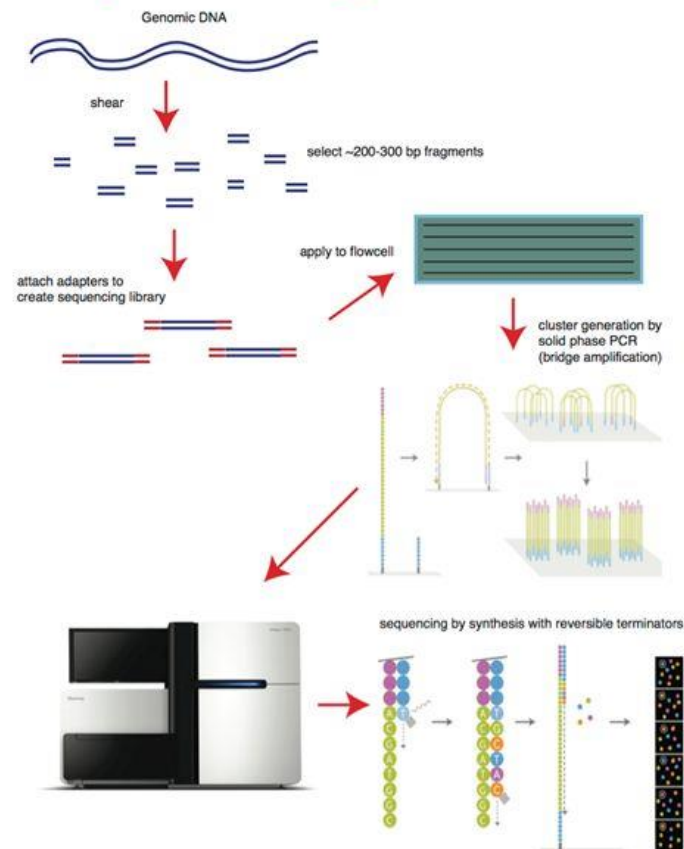 Genomic DNA
shear
select ~200-300 bp fragments
apply to flowcell
attach adapters to
create sequencing library
cluster generation by
solid phase PCR
(bridge amplification)
sequencing by synthesis with reversible terminators
A T
C
G
A
T
G
G
C
A T
C G
G C
A T
T A
G C
G
C